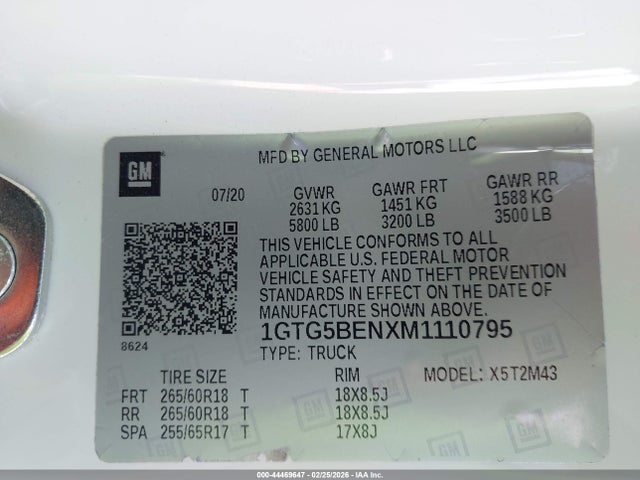 GM
MFD BY GENERAL MOTORS LLC
07/20 GVWR GAWR FRT GAWR RR
2631 KG 1451 KG 1588 KG
5800 LB 3200 LB 3500 LB
THIS VEHICLE CONFORMS TO ALL
APPLICABLE U.S. FEDERAL MOTOR
VEHICLE SAFETY AND THEFT PREVENTION
STANDARDS IN EFFECT ON THE DATE OF
MANUFACTURE SHOWN ABOVE.
8624
1GTG5BENXM1110795
TYPE: TRUCK
TIRE SIZE RIM MODEL: X5T2M43
FRT 265/60R18 T 18X8.5J
RR 265/60R18 T 18X8.5J
SPA 255/65R17 T 17X8J
000-44469647 - 02/25/2026 - IAAI.com